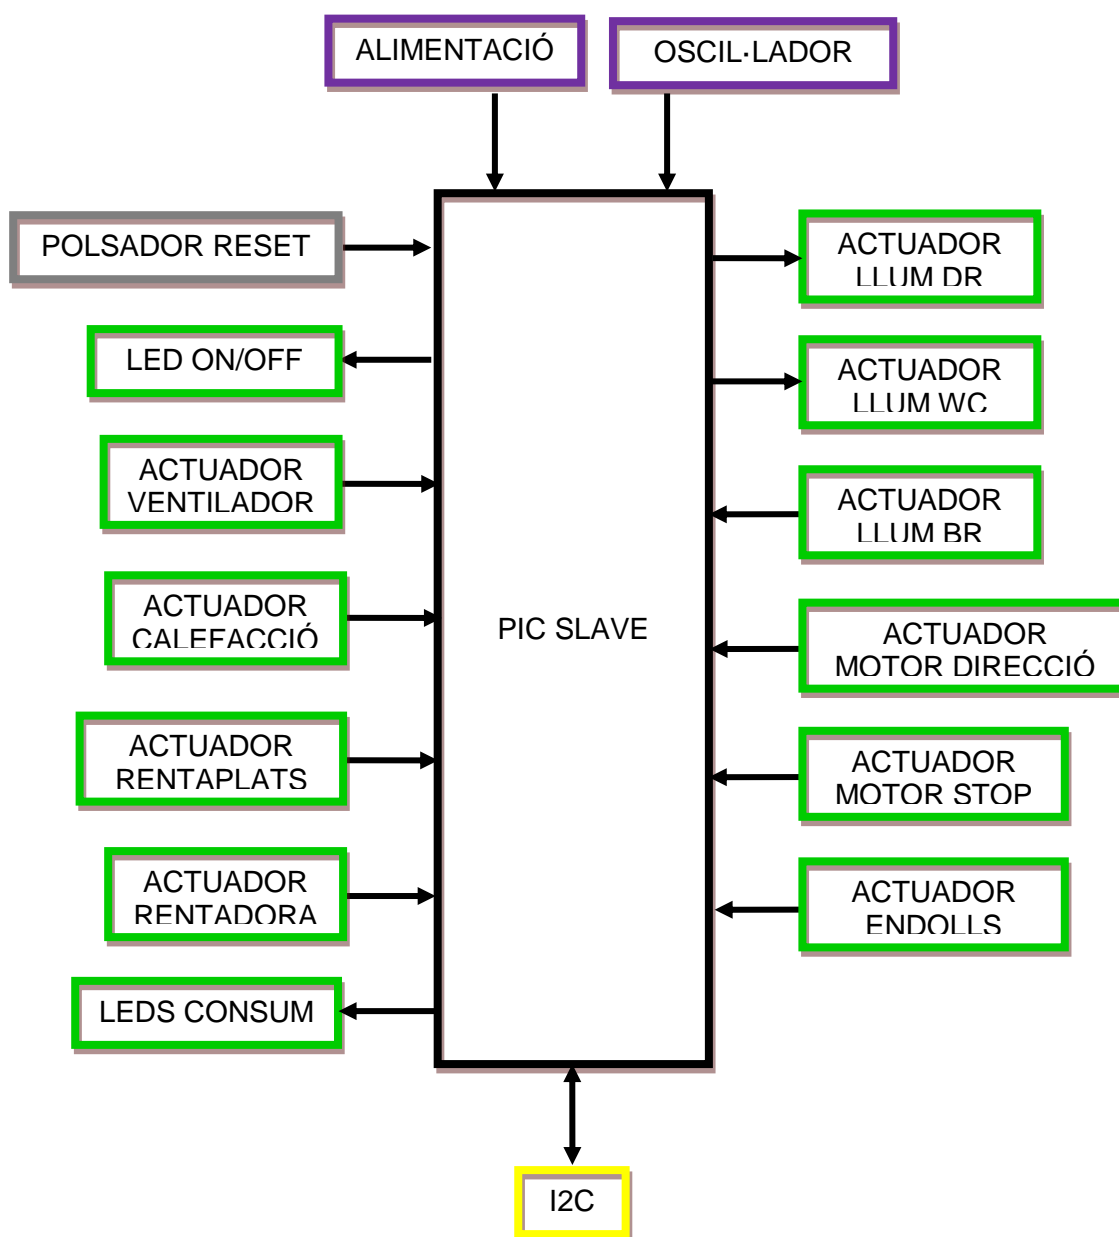 ALIMENTACIÓ
OSCIL·LADOR
POLSADOR RESET
LED ON/OFF
ACTUADOR
VENTILADOR
ACTUADOR
CALEFACCIÓ
ACTUADOR
RENTAPLATS
ACTUADOR
RENTADORA
LEDS CONSUM
PIC SLAVE
ACTUADOR
LLUM DR
ACTUADOR
LLUM WC
ACTUADOR
LLUM BR
ACTUADOR
MOTOR DIRECCIÓ
ACTUADOR
MOTOR STOP
ACTUADOR
ENDOLLS
I2C